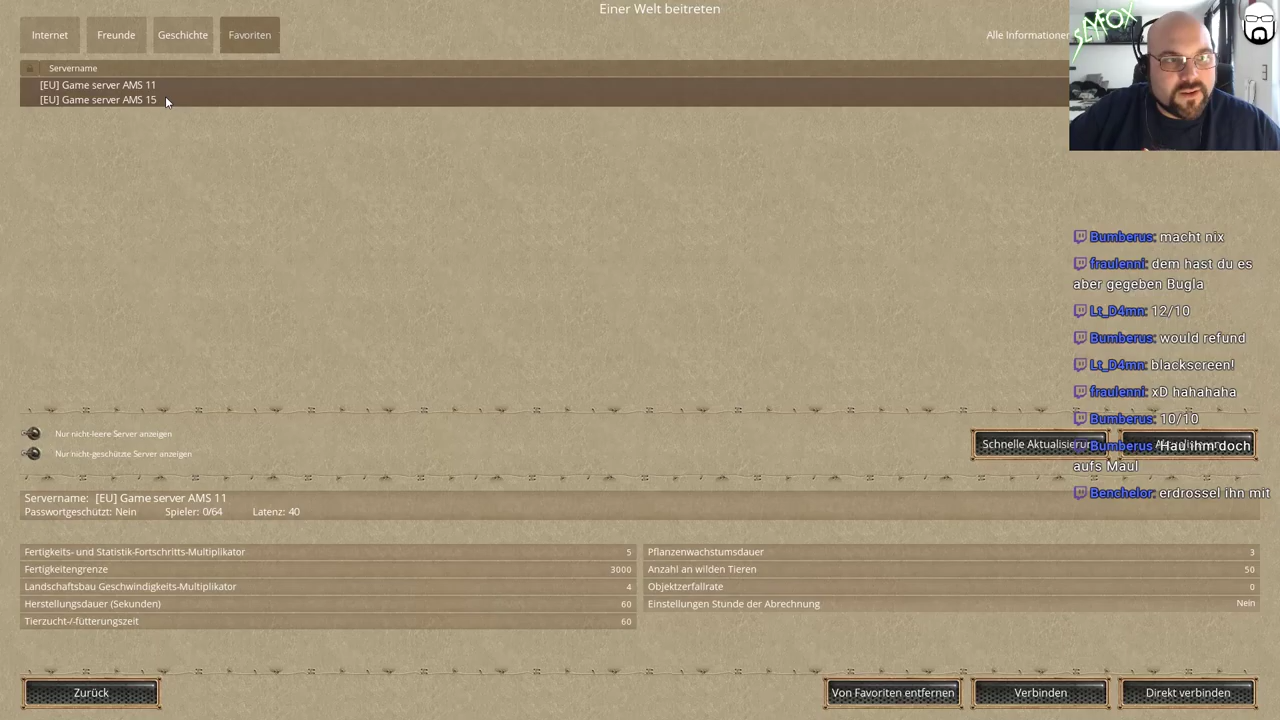 Einer Welt beitreten
Internet
Freunde
Geschichte
Favoriten
Alle Informationen
SLYFOX
Servername
[EU] Game server AMS 11
[EU] Game server AMS 15
Bumberus: macht nix
fraulenni: dem hast du es
aber gegeben Bugla
Lt_D4mn: 12/10
Bumberus: would refund
Lt_D4mn: blackscreen!
fraulenni: xD hahahaha
Bumberus: 10/10
Bumberus: Hau ihm doch
aufs Maul
Benchelor: erdrossel ihn mit
Nur nicht-leere Server anzeigen
Nur nicht-geschützte Server anzeigen
Schnelle Aktualisierung
Servername: [EU] Game server AMS 11
Passwortgeschützt: Nein Spieler: 0/64 Latenz: 40
Fertigkeits- und Statistik-Fortschritts-Multiplikator 5
Fertigkeitengrenze 3000
Landschaftsbau Geschwindigkeits-Multiplikator 4
Herstellungsdauer (Sekunden) 60
Tierzucht-/-fütterungszeit 60
Pflanzenwachstumsdauer 3
Anzahl an wilden Tieren 50
Objektzerfallrate 0
Einstellungen Stunde der Abrechnung Nein
Zurück
Von Favoriten entfernen
Verbinden
Direkt verbinden